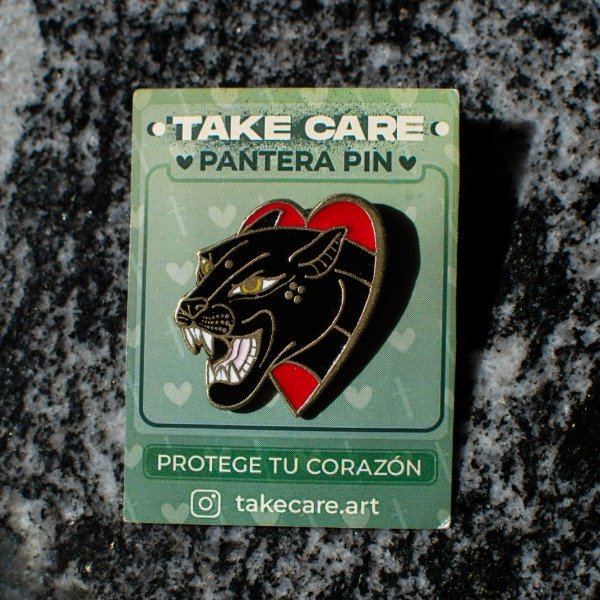 TAKE CARE
PANTERA PIN
PROTEGE TU CORAZÓN
takecare.art